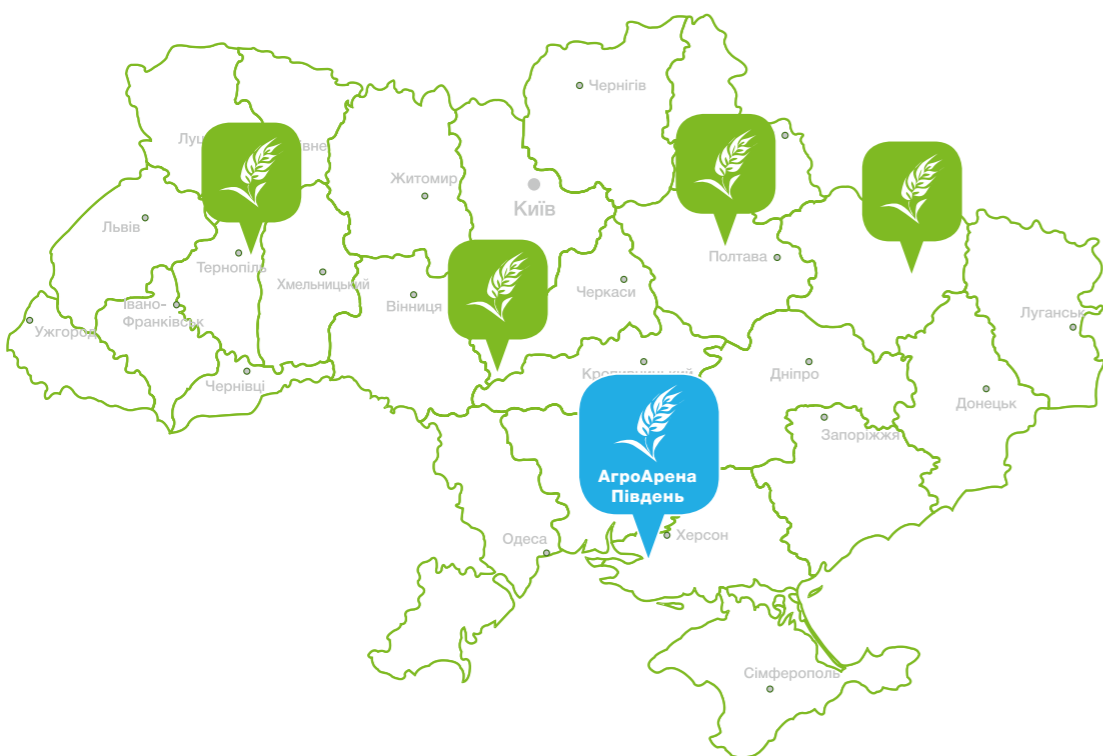 Чернігів
Житомир
Київ
Львів
Тернопіль
Хмельницький
Вінниця
Черкаси
Полтава
Івано-
Франківськ
Ужгород
Чернівці
Луганськ
Дніпро
Донецьк
Запоріжжя
АгроАрена
Південь
Одеса
Херсон
Сімферополь